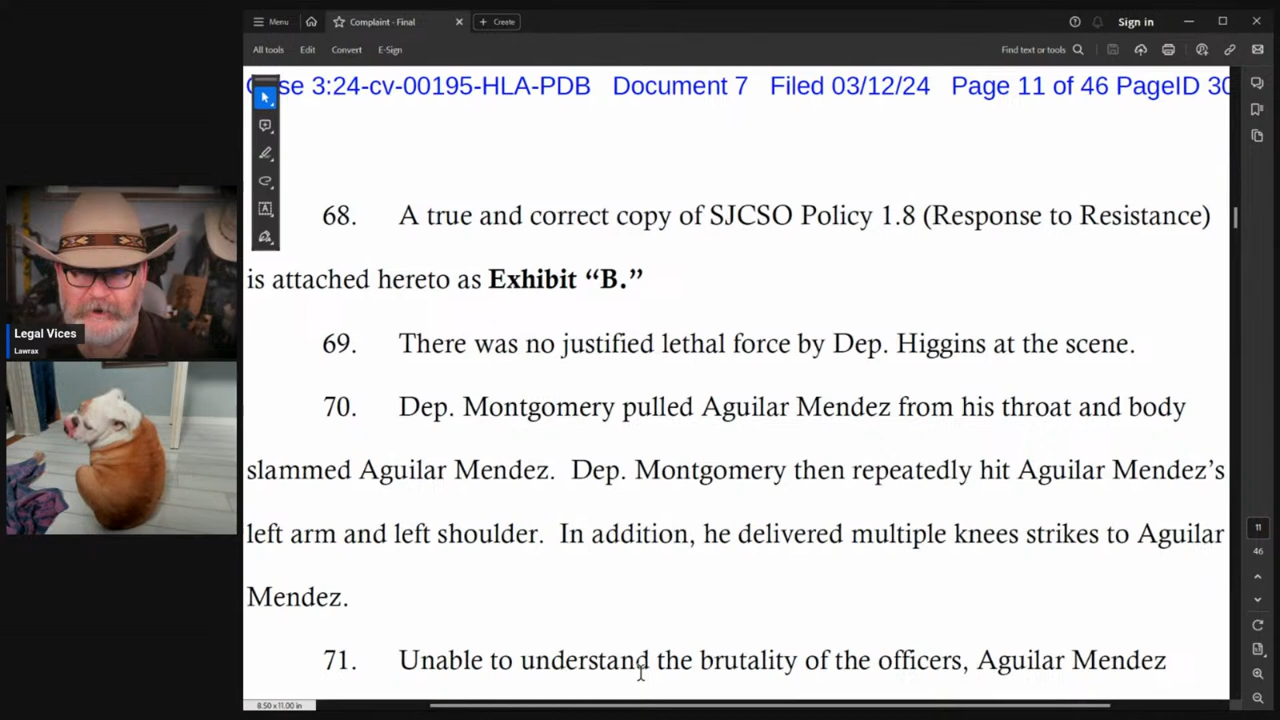 Menu
Complaint - Final
Create
Sign in
All tools
Edit
Convert
E-Sign
Find text or tools
3:24-cv-00195-HLA-PDB Document 7 Filed 03/12/24 Page 11 of 46 PageID 30
68. A true and correct copy of SJCSO Policy 1.8 (Response to Resistance)
is attached hereto as Exhibit “B.”
69. There was no justified lethal force by Dep. Higgins at the scene.
70. Dep. Montgomery pulled Aguilar Mendez from his throat and body
slammed Aguilar Mendez. Dep. Montgomery then repeatedly hit Aguilar Mendez’s
left arm and left shoulder. In addition, he delivered multiple knees strikes to Aguilar
Mendez.
71. Unable to understand the brutality of the officers, Aguilar Mendez
Legal Vices
Lawrax
11
46
8.50 x 11.00 in